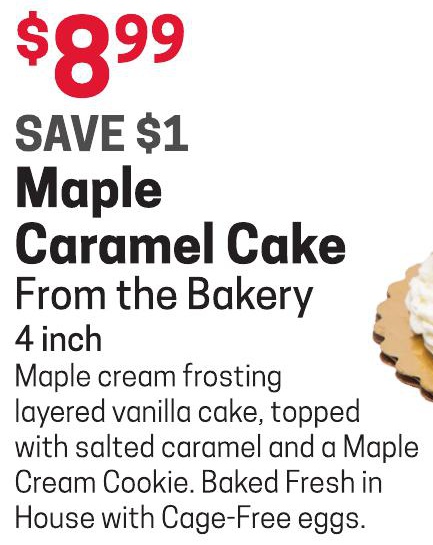 $8.99
SAVE $1
Maple
Caramel Cake
From the Bakery
4 inch
Maple cream frosting
layered vanilla cake, topped
with salted caramel and a Maple
Cream Cookie. Baked Fresh in
House with Cage-Free eggs.